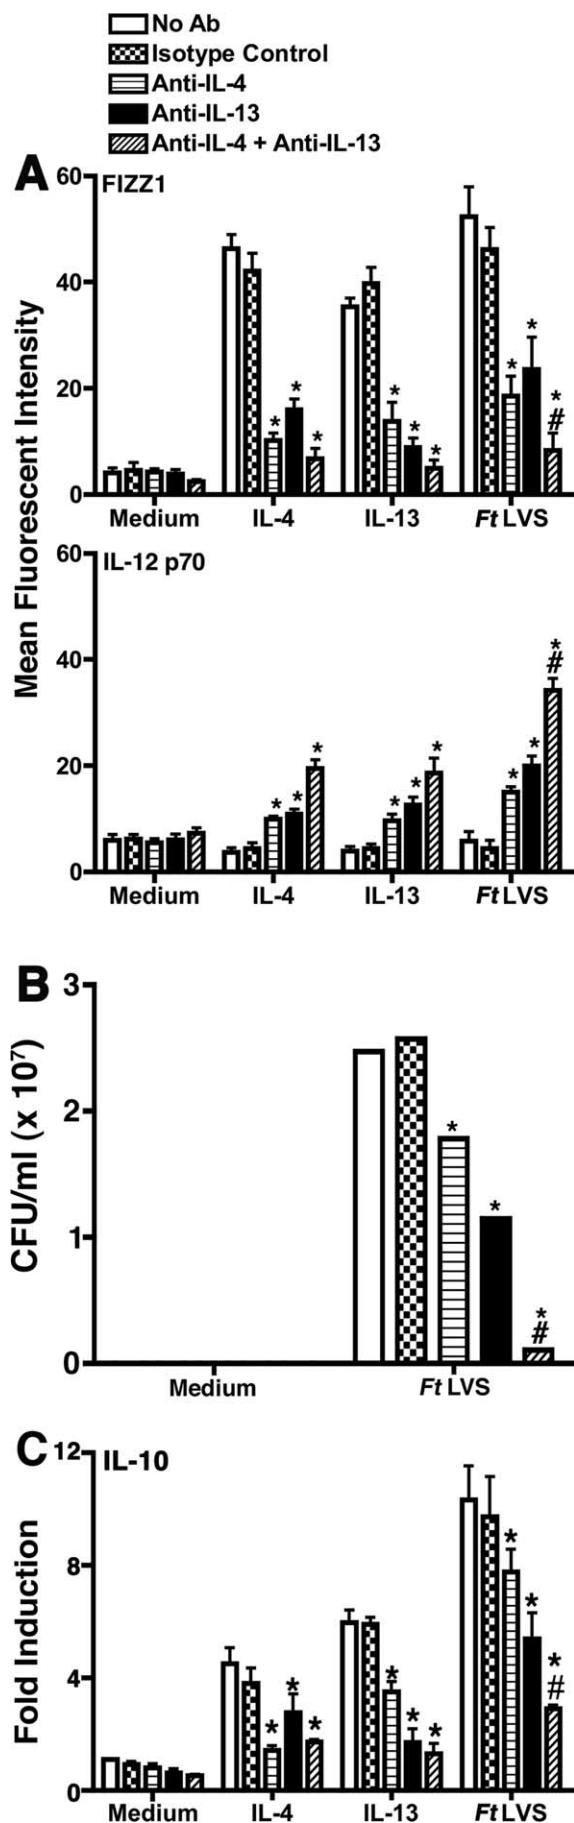 No Ab
Isotype Control
Anti-IL-4
Anti-IL-13
Anti-IL-4 + Anti-IL-13
A
FIZZ1
Mean Fluorescent Intensity
60
40
20
0
* * *
* * *
* * * #
Medium IL-4 IL-13 Ft LVS
IL-12 p70
60
40
20
0
* * *
* * *
* * * #
Medium IL-4 IL-13 Ft LVS
B
CFU/ml (x 10⁷)
3
2
1
0
* * * #
Medium Ft LVS
C
IL-10
Fold Induction
12
8
4
0
* * *
* * *
* * * #
Medium IL-4 IL-13 Ft LVS